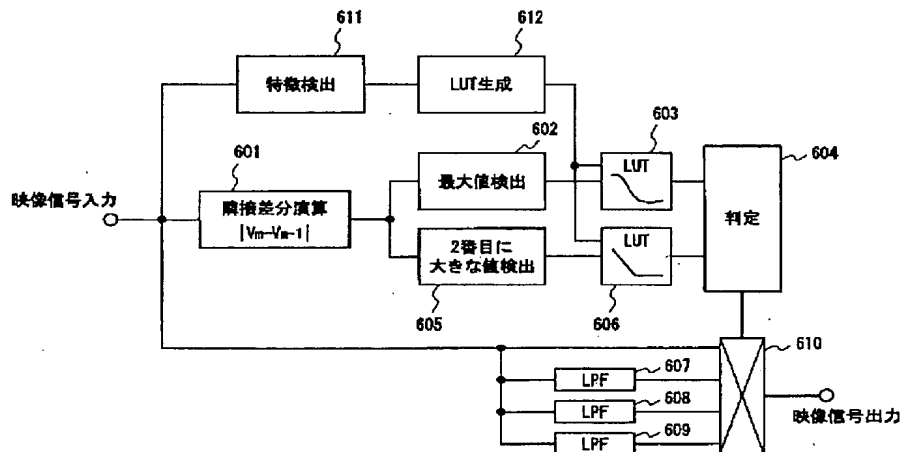 611
612
特徴検出
LUT生成
602
603
604
601
映像信号入力
隣接差分演算
|Vm-Vm-1|
最大値検出
LUT
判定
2番目に
大きな値検出
LUT
605
606
610
607
LPF
608
LPF
609
LPF
映像信号出力